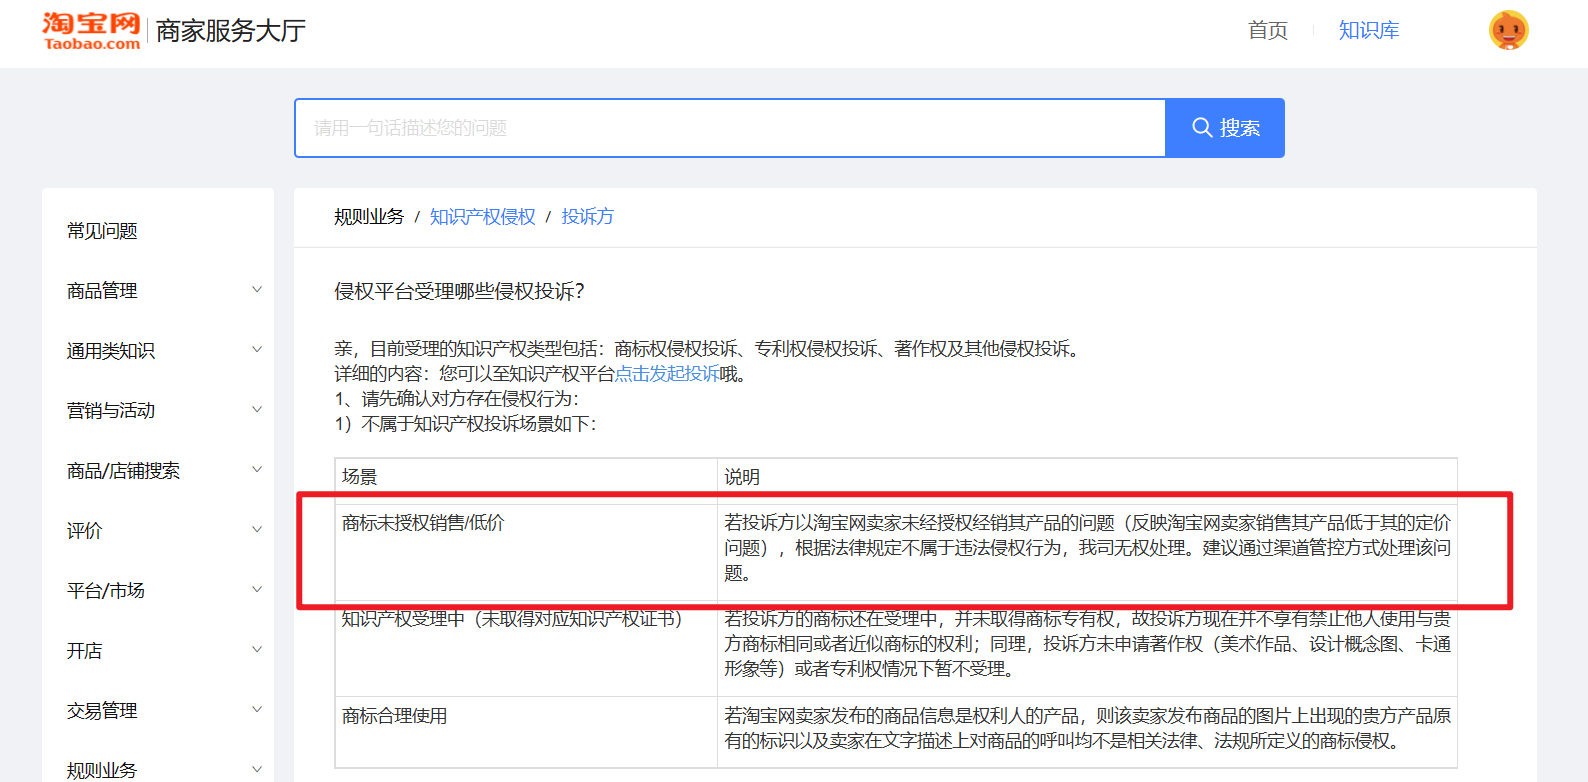 淘宝网
Taobao.com
商家服务大厅
首页
知识库
请用一句话描述您的问题
搜索
常见问题
商品管理
通用类知识
营销与活动
商品/店铺搜索
评价
平台/市场
开店
交易管理
规则业务
规则业务 / 知识产权侵权 / 投诉方
侵权平台受理哪些侵权投诉？
亲，目前受理的知识产权类型包括：商标权侵权投诉、专利权侵权投诉、著作权及其他侵权投诉。
详细的内容：您可以至知识产权平台点击发起投诉哦。
1、请先确认对方存在侵权行为：
1）不属于知识产权投诉场景如下：
场景
说明
商标未授权销售/低价
若投诉方以淘宝网卖家未经授权经销其产品的问题（反映淘宝网卖家销售其产品低于其的定价
问题），根据法律规定不属于违法侵权行为，我司无权处理。建议通过渠道管控方式处理该问
题。
知识产权受理中（未取得对应知识产权证书）
若投诉方的商标还在受理中，并未取得商标专有权，故投诉方现在并不享有禁止他人使用与贵
方商标相同或者近似商标的权利；同理，投诉方未申请著作权（美术作品、设计概念图、卡通
形象等）或者专利权情况下暂不受理。
商标合理使用
若淘宝网卖家发布的商品信息是权利人的产品，则该卖家发布商品的图片上出现的贵方产品原
有的标识以及卖家在文字描述上对商品的呼叫均不是相关法律、法规所定义的商标侵权。